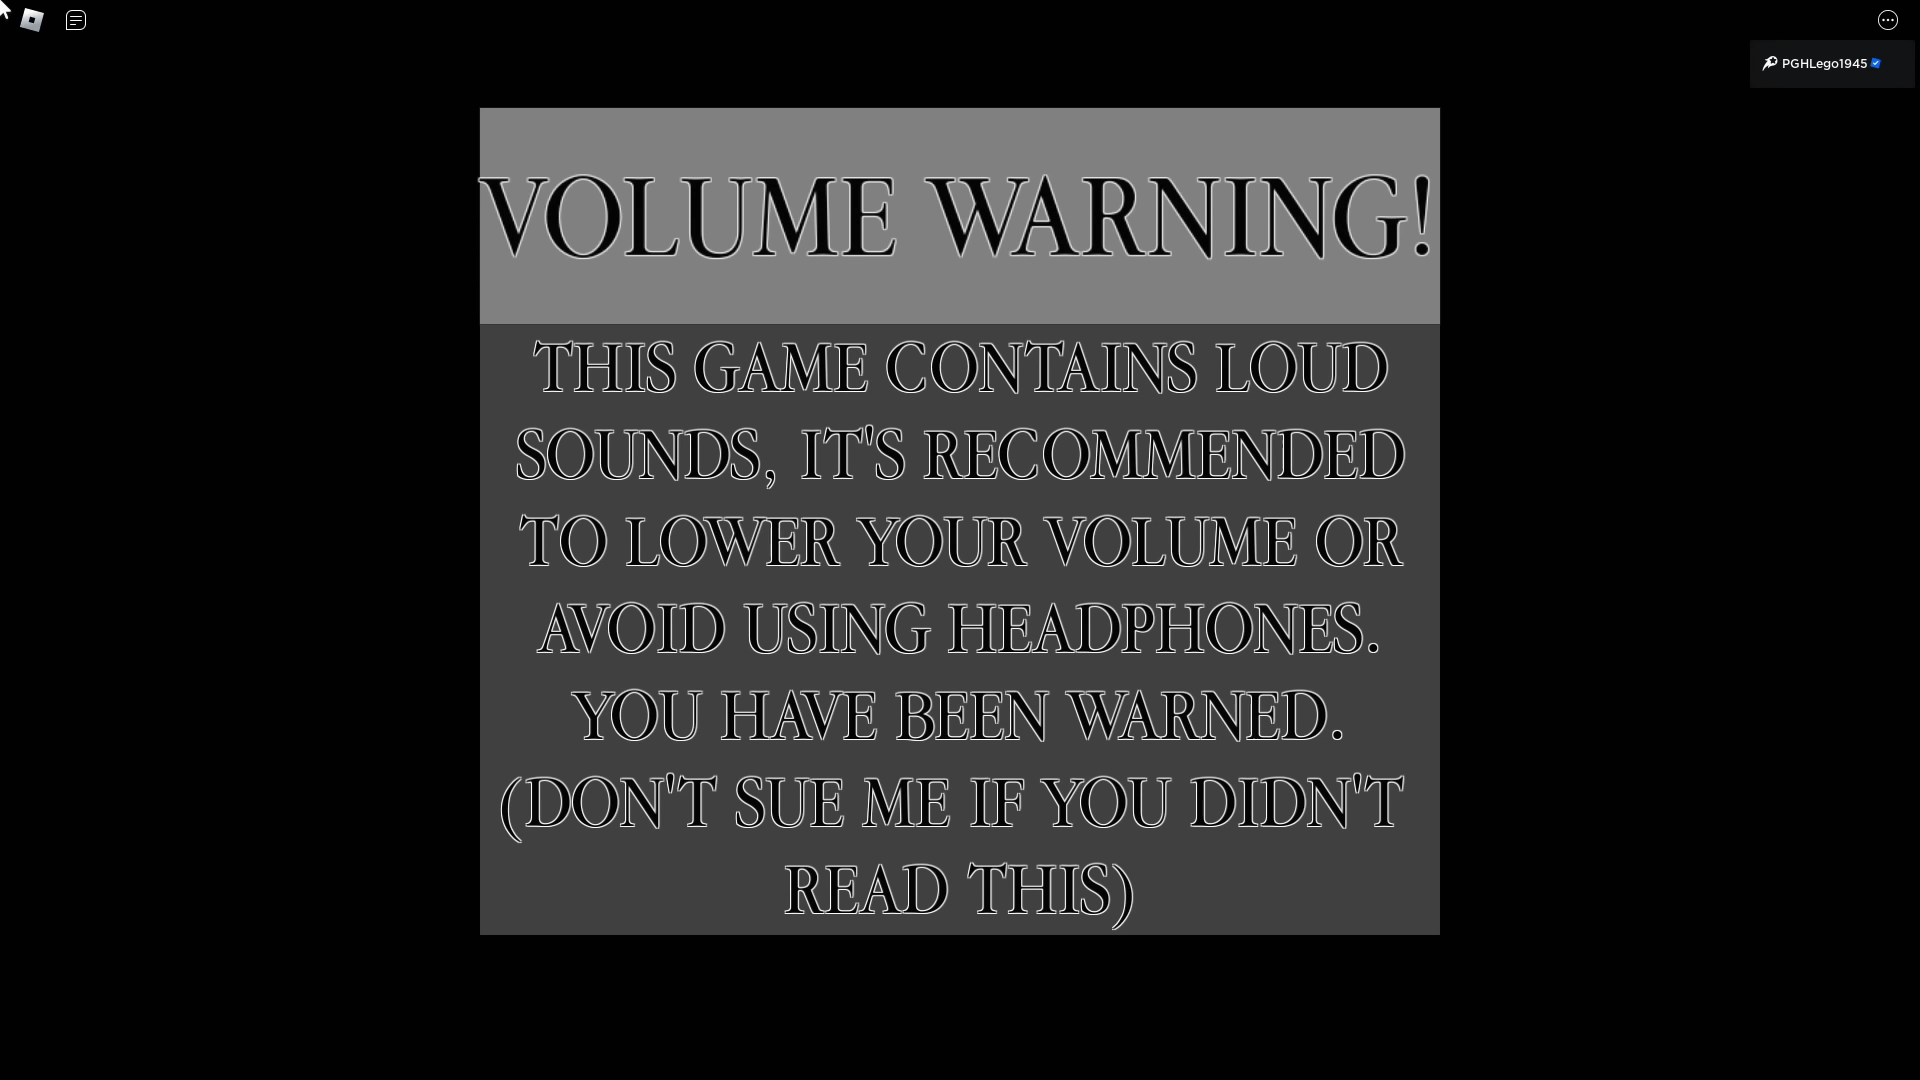 PGHLego1945
VOLUME WARNING!
THIS GAME CONTAINS LOUD
SOUNDS, IT'S RECOMMENDED
TO LOWER YOUR VOLUME OR
AVOID USING HEADPHONES.
YOU HAVE BEEN WARNED.
(DON'T SUE ME IF YOU DIDN'T
READ THIS)